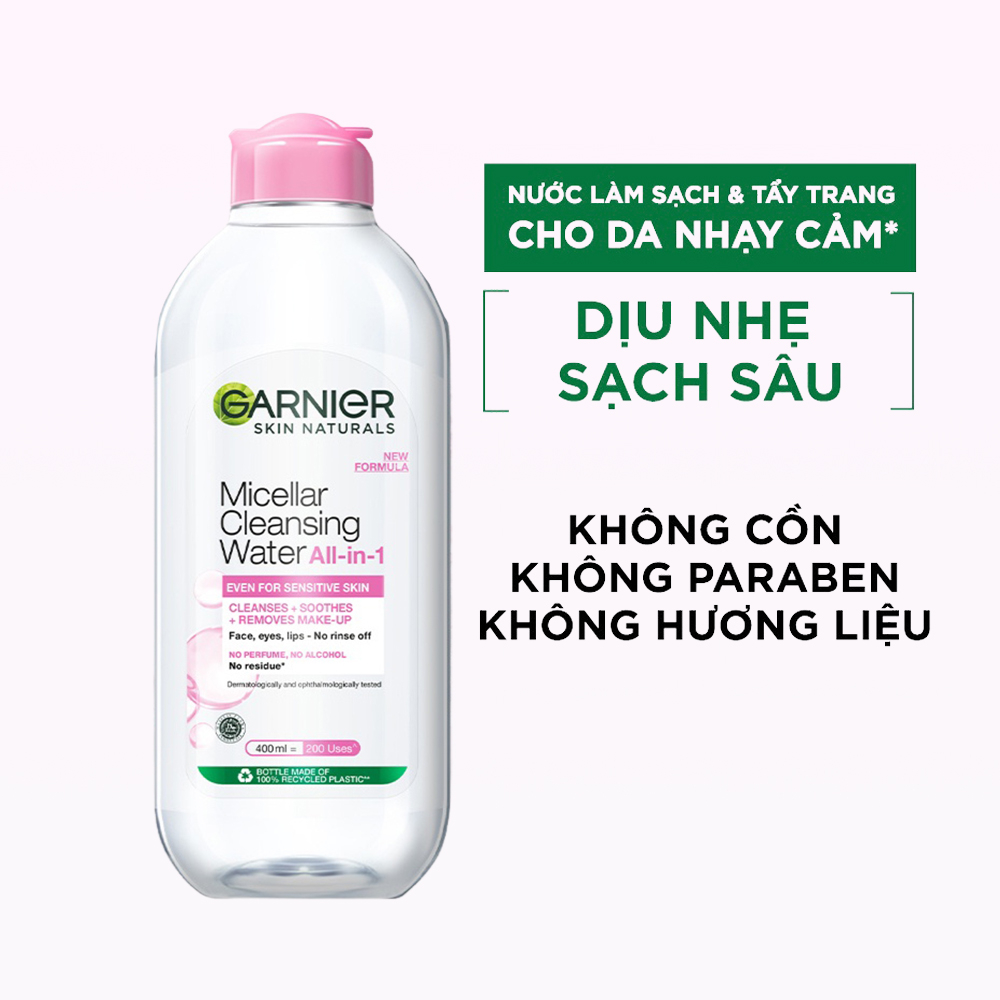 GARNIER
SKIN NATURALS
NEW
FORMULA
Micellar
Cleansing
Water All-in-1
EVEN FOR SENSITIVE SKIN
CLEANSES + SOOTHES
+ REMOVES MAKE-UP
Face, eyes, lips - No rinse off
NO PERFUME, NO ALCOHOL
No residue*
Dermatologically and ophthalmologically tested
400ml = 200 Uses^
BOTTLE MADE OF
100% RECYCLED PLASTIC**
NƯỚC LÀM SẠCH & TẨY TRANG
CHO DA NHẠY CẢM*
DỊU NHẸ
SẠCH SÂU
KHÔNG CỒN
KHÔNG PARABEN
KHÔNG HƯƠNG LIỆU